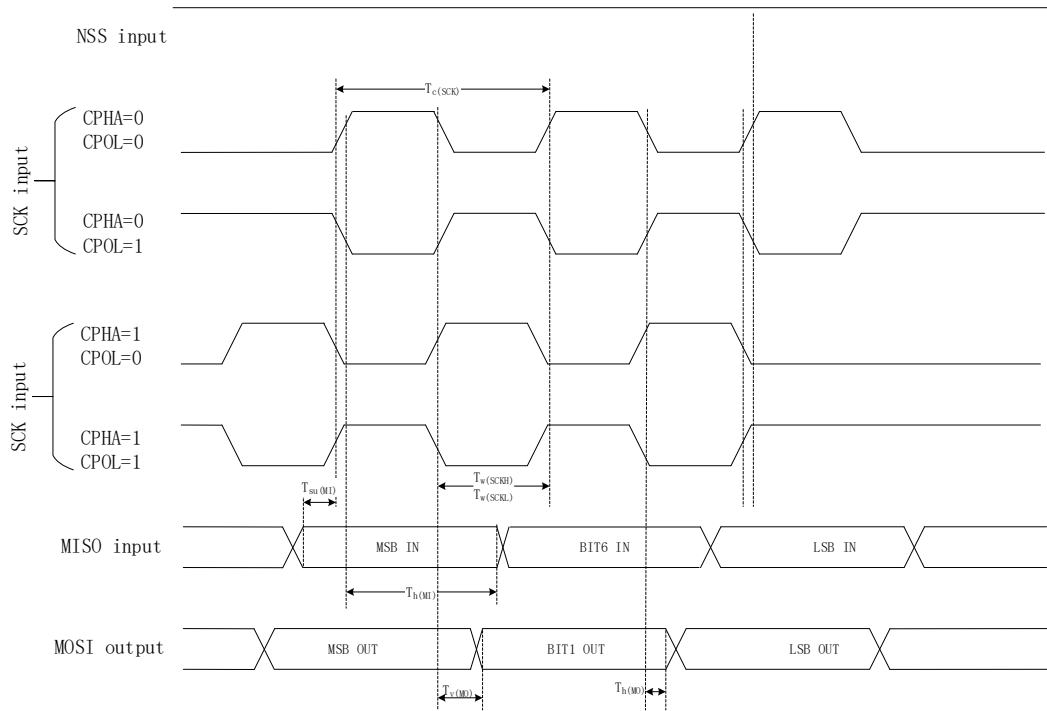 NSS input
Tc(SCK)
SCK input
CPHA=0
CPOL=0
CPHA=0
CPOL=1
SCK input
CPHA=1
CPOL=0
CPHA=1
CPOL=1
Tw(SCKH)
Tw(SCKL)
Tsu(MI)
MISO input
MSB IN
BIT6 IN
LSB IN
Th(MI)
MOSI output
MSB OUT
BIT1 OUT
LSB OUT
Tv(MO)
Th(MO)